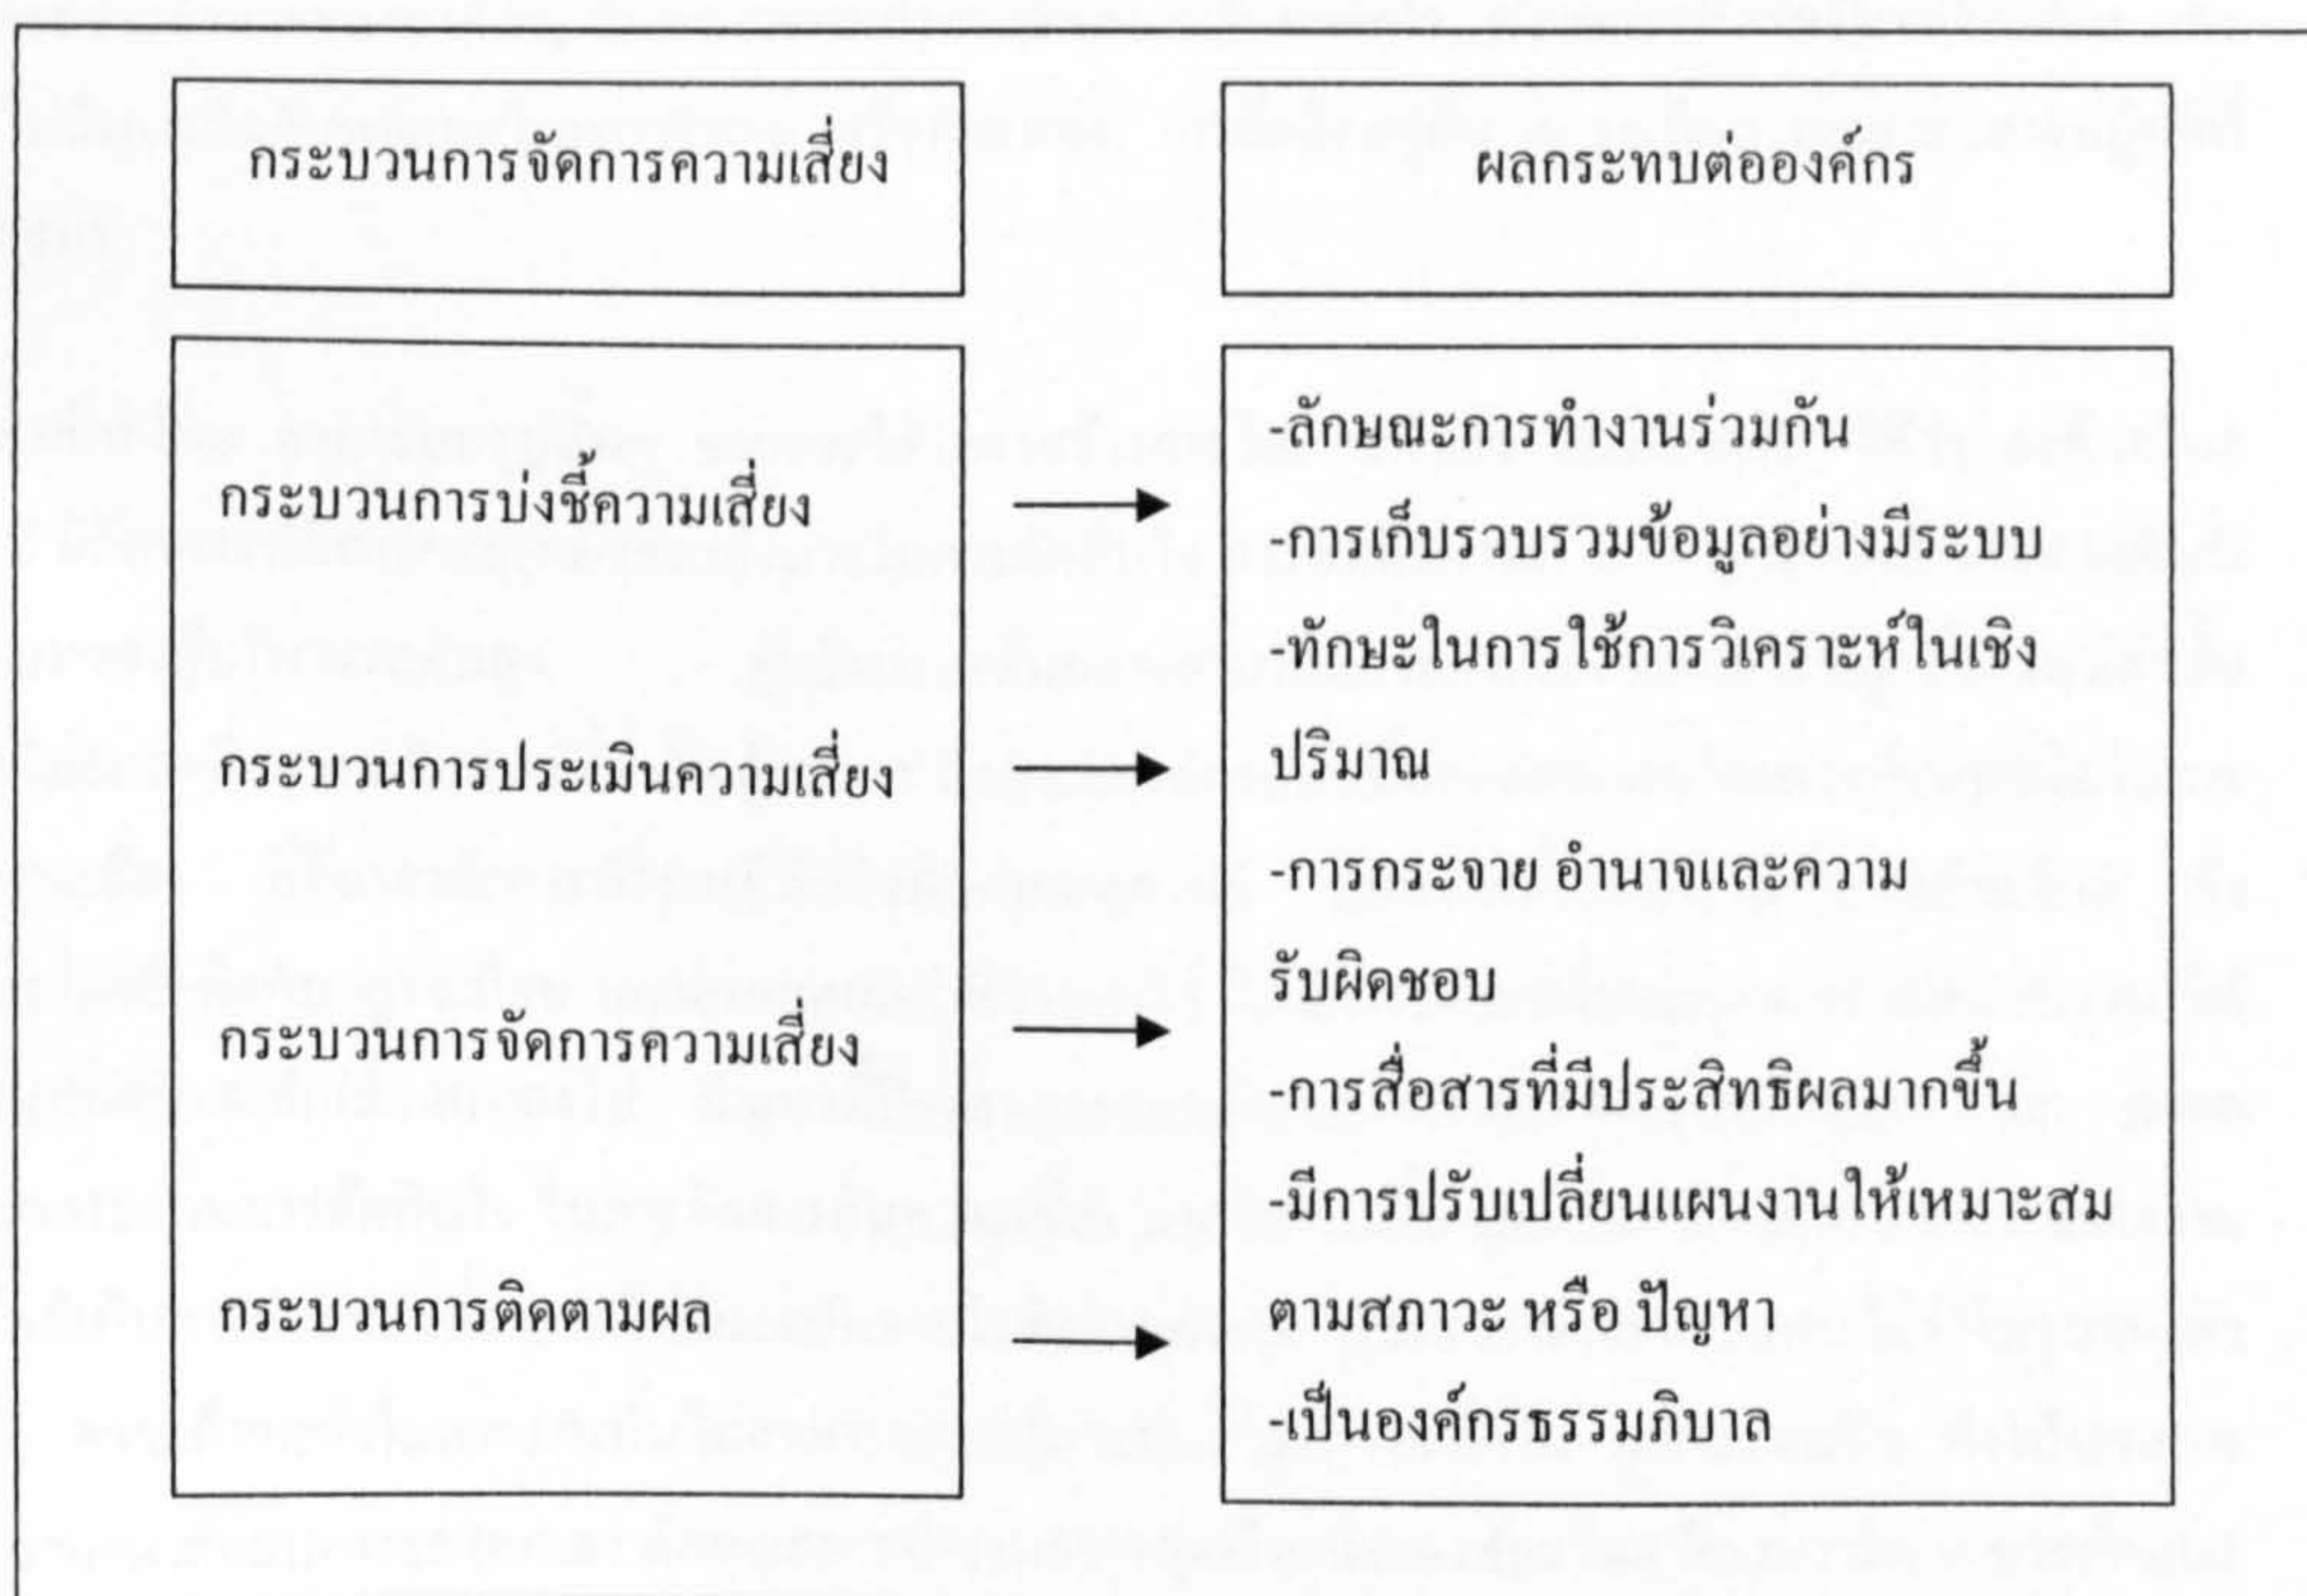 กระบวนการจัดการความเสี่ยง
ผลกระทบต่อองค์กร
กระบวนการบ่งชี้ความเสี่ยง
กระบวนการประเมินความเสี่ยง
กระบวนการจัดการความเสี่ยง
กระบวนการติดตามผล
-ลักษณะการทำงานร่วมกัน
-การเก็บรวบรวมข้อมูลอย่างมีระบบ
-ทักษะในการใช้การวิเคราะห์ในเชิง
ปริมาณ
-การกระจาย อำนาจและความ
รับผิดชอบ
-การสื่อสารที่มีประสิทธิผลมากขึ้น
-มีการปรับเปลี่ยนแผนงานให้เหมาะสม
ตามสภาวะ หรือ ปัญหา
-เป็นองค์กรธรรมภิบาล